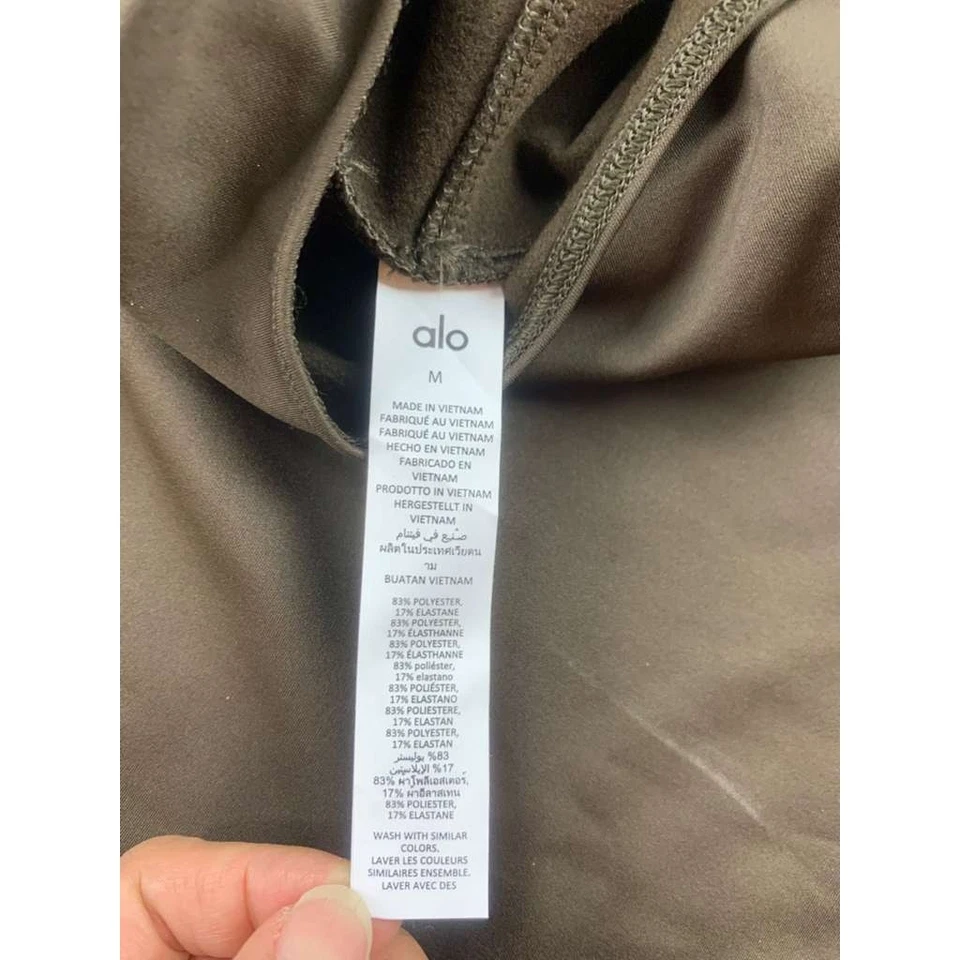 alo
M
MADE IN VIETNAM
FABRIQUÉ AU VIETNAM
FABRIQUÉ AU VIETNAM
HECHO EN VIETNAM
FABRICADO EN
VIETNAM
PRODOTTO IN VIETNAM
HERGESTELLT IN
VIETNAM
صُنع في فيتنام
ผลิตในประเทศเวียดน
าม
BUATAN VIETNAM
83% POLYESTER,
17% ELASTANE
83% POLYESTER,
17% ÉLASTHANNE
83% POLYESTER,
17% ÉLASTHANNE
83% poliéster,
17% elastano
83% POLIÉSTER,
17% ELASTANO
83% POLIESTERE,
17% ELASTAN
83% POLYESTER,
17% ELASTAN
83% بوليستر
17% الإيلاستين
83% ผ้าโพลีเอสเตอร์,
17% ผ้าอีลาสเทน
83% POLIESTER,
17% ELASTANE
WASH WITH SIMILAR
COLORS.
LAVER LES COULEURS
SIMILAIRES ENSEMBLE.
LAVER AVEC DES